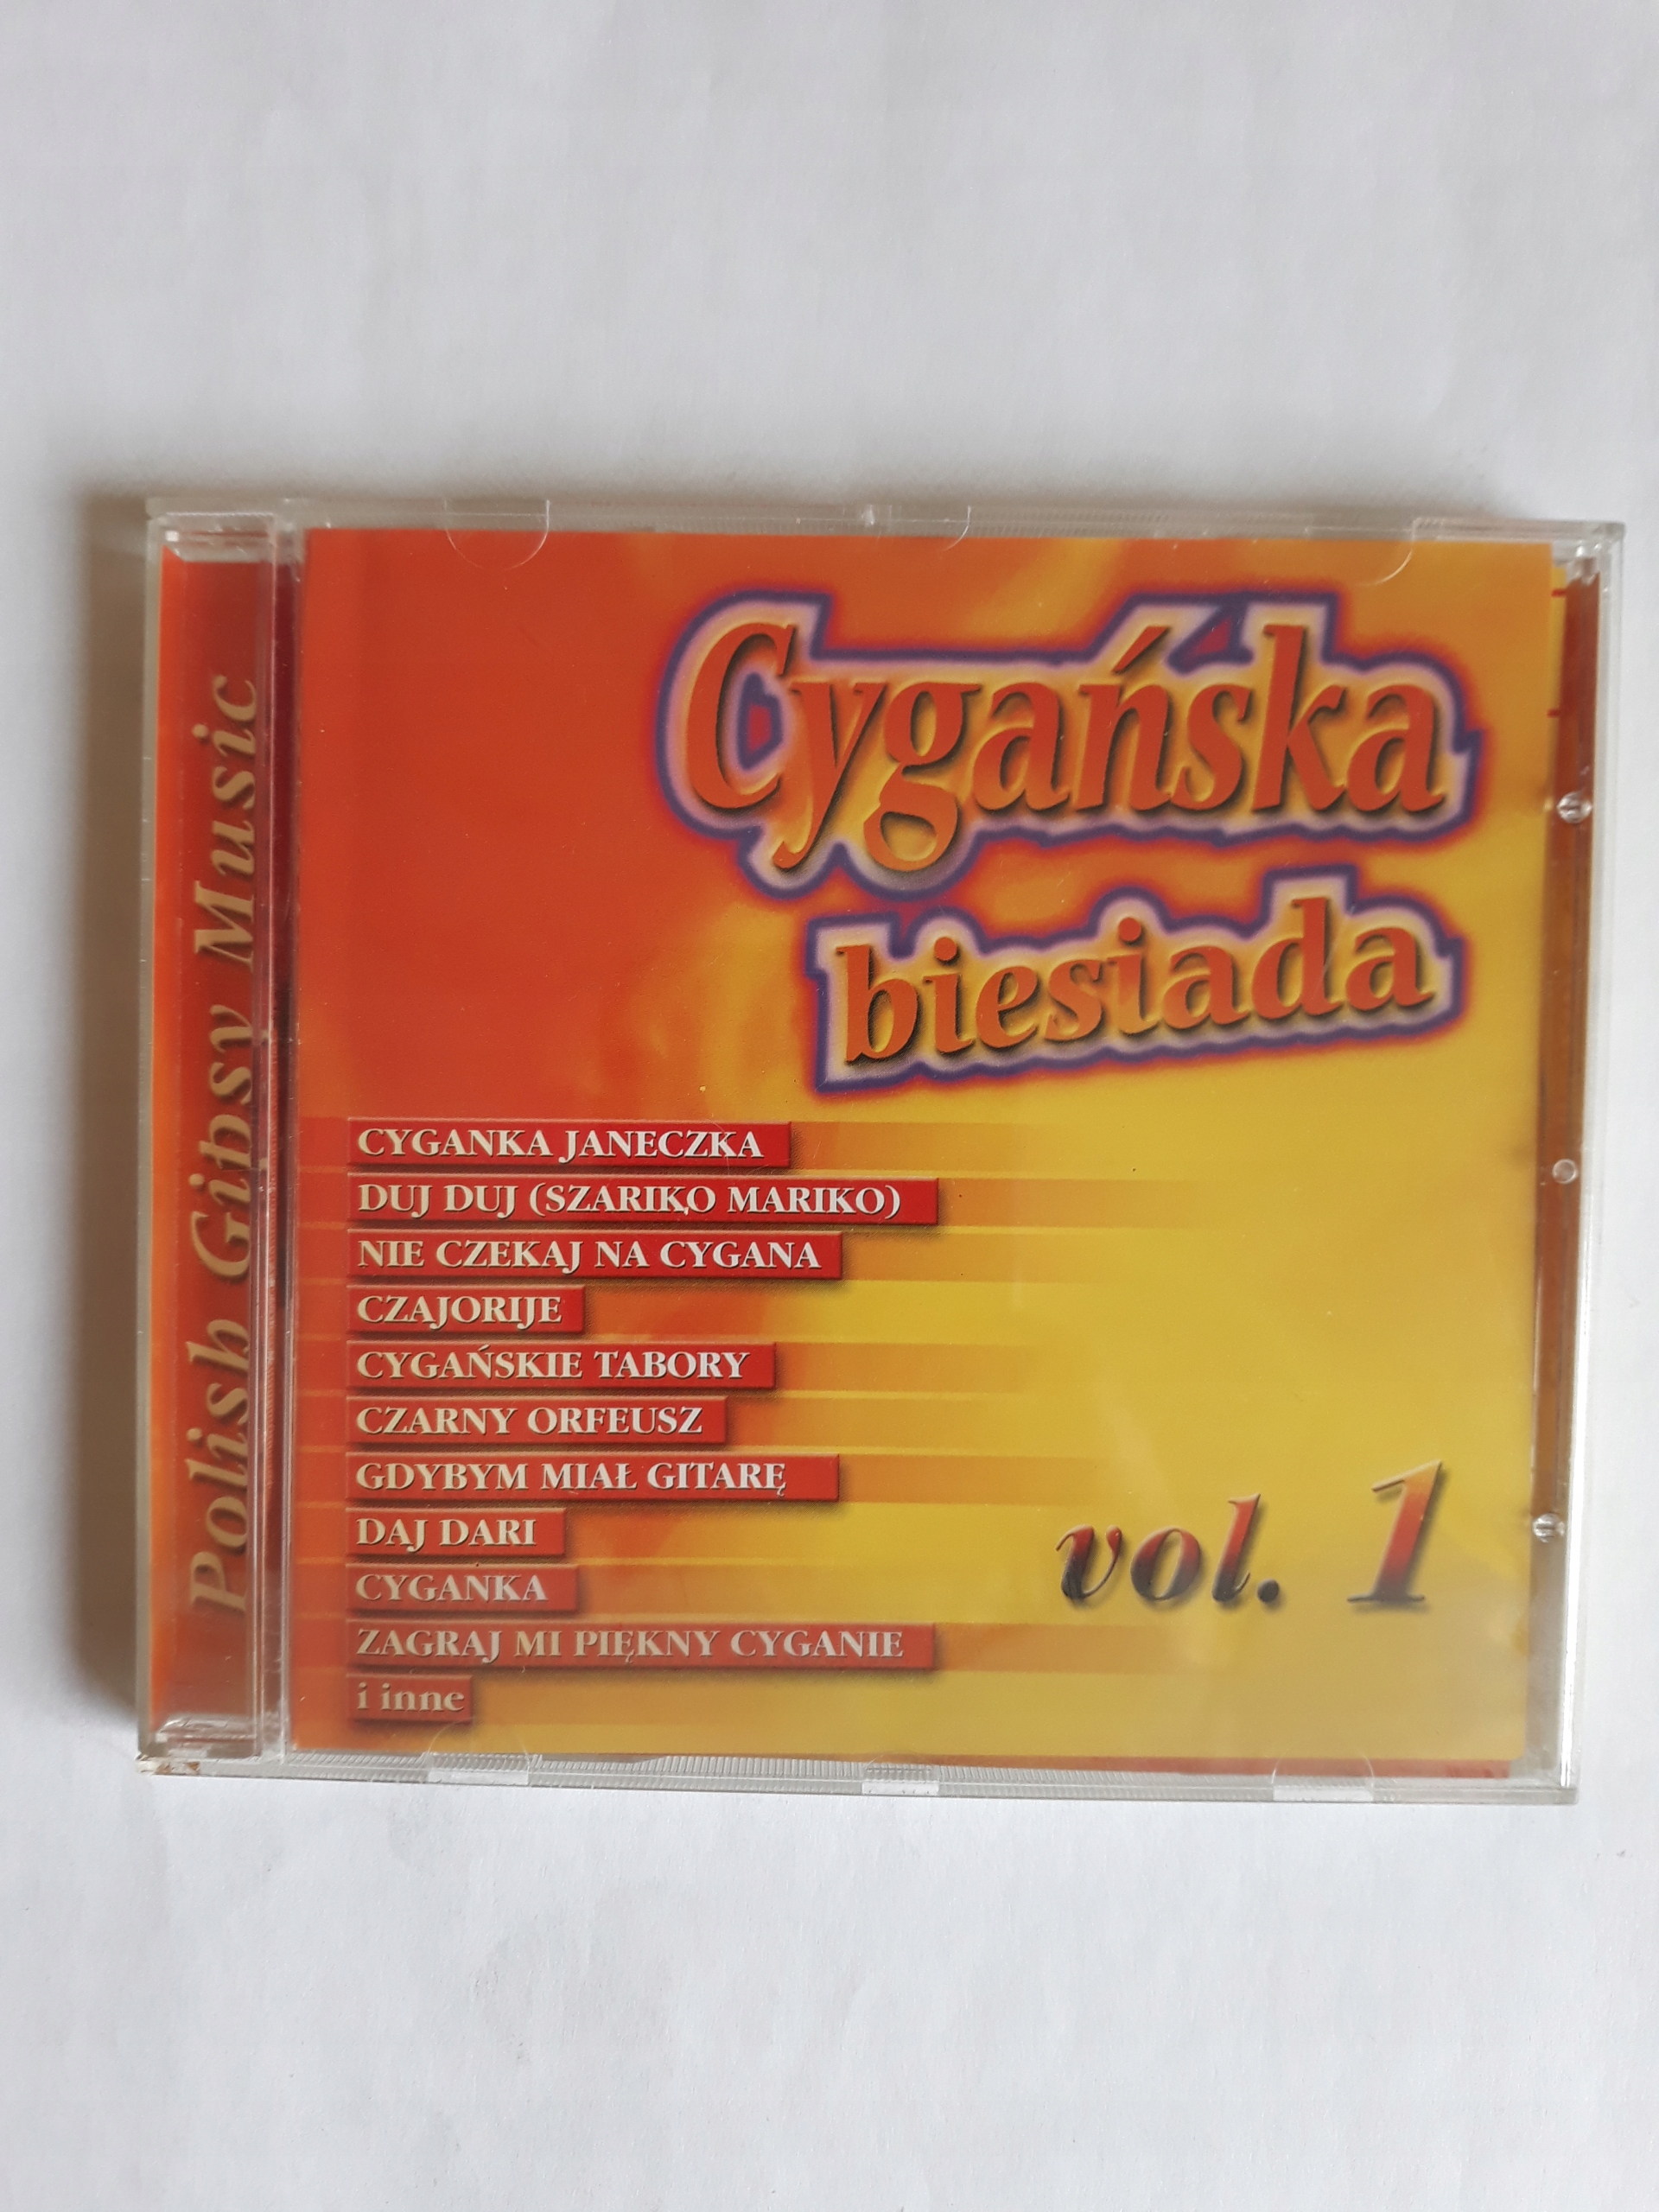 Polish Gipsy Music
Cygańska
biesiada
CYGANKA JANECZKA
DUJ DUJ (SZARIKO MARIKO)
NIE CZEKAJ NA CYGANA
CZAJORIJE
CYGAŃSKIE TABORY
CZARNY ORFEUSZ
GDYBYM MIAŁ GITARĘ
DAJ DARI
CYGANKA
ZAGRAJ MI PIĘKNY CYGANIE
i inne
vol. 1